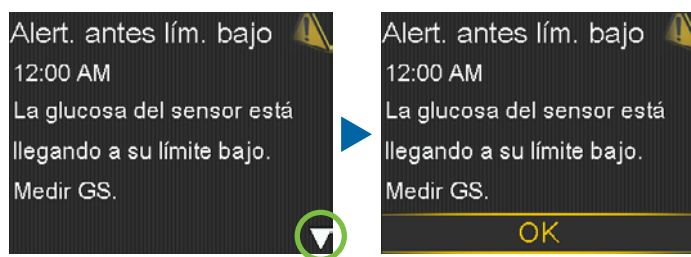 Alert. antes lím. bajo
12:00 AM
La glucosa del sensor está
llegando a su límite bajo.
Medir GS.
Alert. antes lím. bajo
12:00 AM
La glucosa del sensor está
llegando a su límite bajo.
Medir GS.
OK